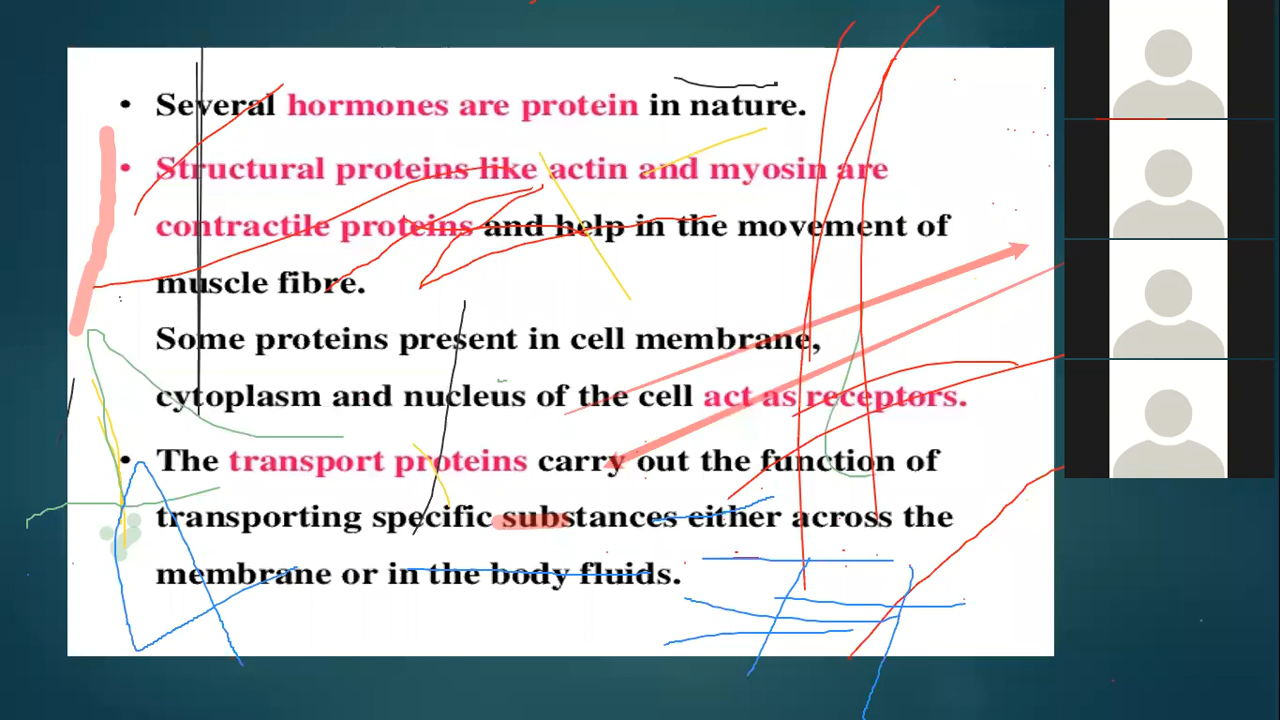 • Several hormones are protein in nature.
• Structural proteins like actin and myosin are
contractile proteins and help in the movement of
muscle fibre.
Some proteins present in cell membrane,
cytoplasm and nucleus of the cell act as receptors.
• The transport proteins carry out the function of
transporting specific substances either across the
membrane or in the body fluids.